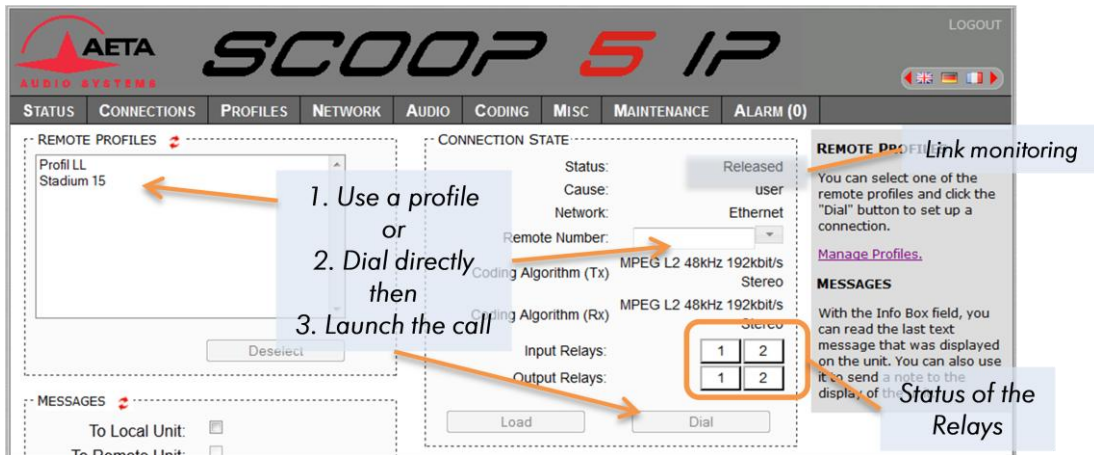 LOGOUT
AETA
AUDIO SYSTEMS
SCOOP 5 IP
STATUS CONNECTIONS PROFILES NETWORK AUDIO CODING MISC MAINTENANCE ALARM (0)
REMOTE PROFILES
Profil LL
Stadium 15
Deselect
MESSAGES
To Local Unit:
To Remote Unit:
1. Use a profile
or
2. Dial directly
then
3. Launch the call
CONNECTION STATE
Status: Released
Cause: user
Network: Ethernet
Remote Number:
Coding Algorithm (Tx) MPEG L2 48kHz 192kbit/s
Stereo
Coding Algorithm (Rx) MPEG L2 48kHz 192kbit/s
Stereo
Input Relays: 1 2
Output Relays: 1 2
Load Dial
Link monitoring
REMOTE PROFILES
You can select one of the
remote profiles and click the
"Dial" button to set up a
connection.
Manage Profiles.
MESSAGES
With the Info Box field, you
can read the last text
message that was displayed
on the unit. You can also use
it to send a note to the
display of the
Status of the
Relays